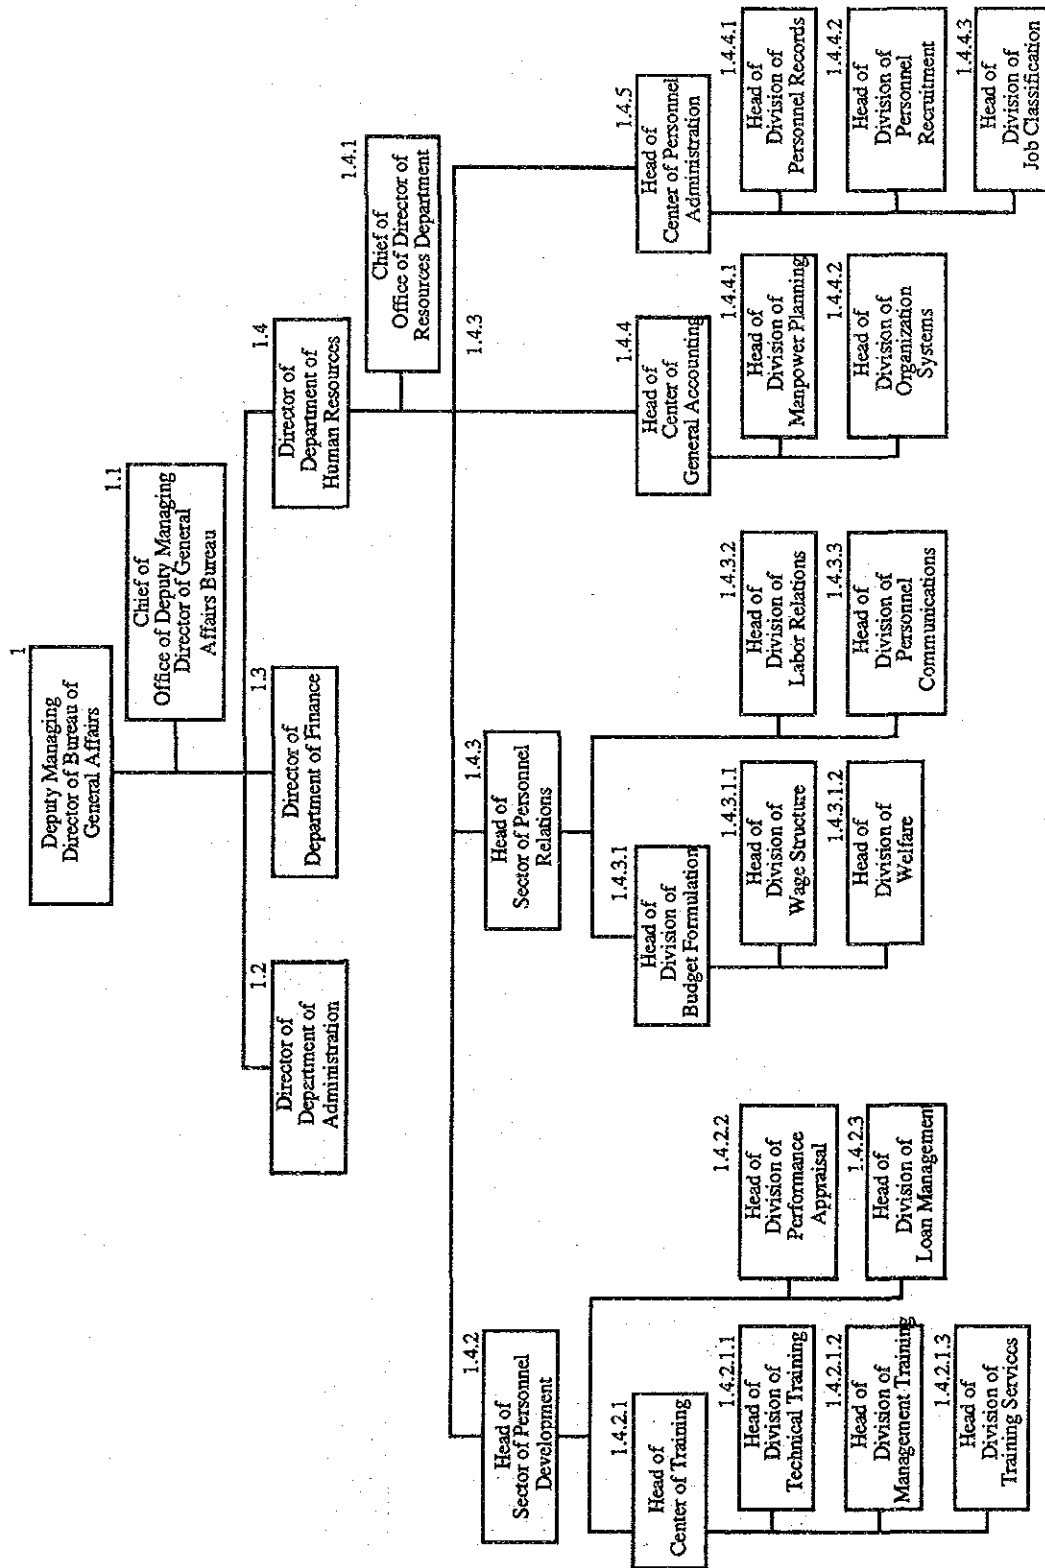 1
Deputy Managing
Director of Bureau of
General Affairs
1.1
Chief of
Office of Deputy Managing
Director of General
Affairs Bureau
1.2
Director of
Department of
Administration
1.3
Director of
Department of Finance
1.4
Director of
Department of
Human Resources
1.4.1
Chief of
Office of Director of
Resources Department
1.4.3
1.4.2
Head of
Sector of Personnel
Development
1.4.3
Head of
Sector of Personnel
Relations
1.4.4
Head of
Center of
General Accounting
1.4.5
Head of
Center of Personnel
Administration
1.4.2.1
Head of
Center of Training
1.4.2.1.1
Head of
Division of
Technical Training
1.4.2.1.2
Head of
Division of
Management Training
1.4.2.1.3
Head of
Division of
Training Services
1.4.2.2
Head of
Division of
Performance
Appraisal
1.4.2.3
Head of
Division of
Loan Management
1.4.3.1
Head of
Division of
Budget Formulation
1.4.3.1.1
Head of
Division of
Wage Structure
1.4.3.1.2
Head of
Division of
Welfare
1.4.3.2
Head of
Division of
Labor Relations
1.4.3.3
Head of
Division of
Personnel
Communications
1.4.4.1
Head of
Division of
Manpower Planning
1.4.4.2
Head of
Division of
Organization
Systems
1.4.4.1
Head of
Division of
Personnel Records
1.4.4.2
Head of
Division of
Personnel
Recruitment
1.4.4.3
Head of
Division of
Job Classification